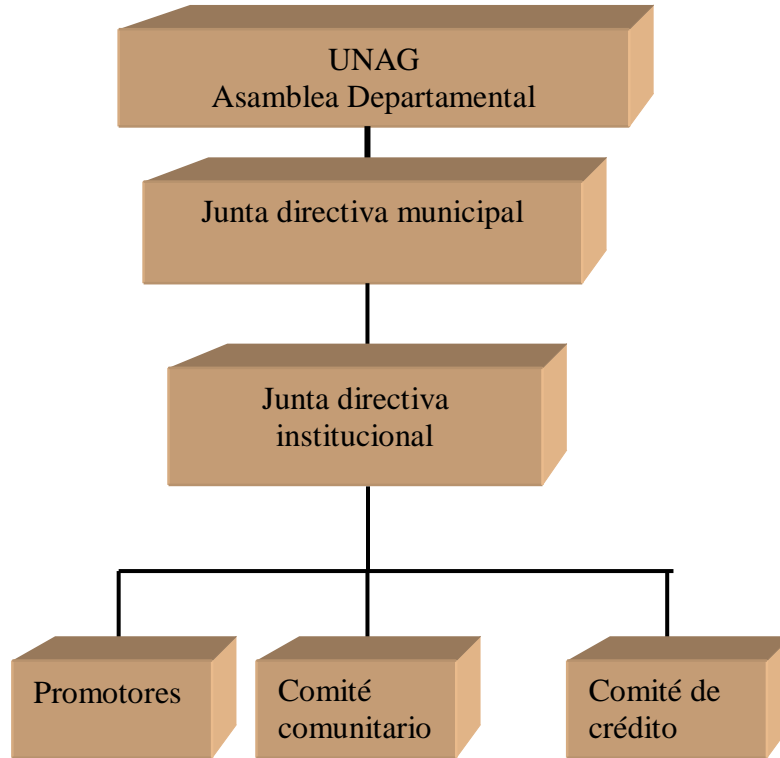 UNAG
Asamblea Departamental
Junta directiva municipal
Junta directiva
institucional
Promotores
Comité
comunitario
Comité de
crédito